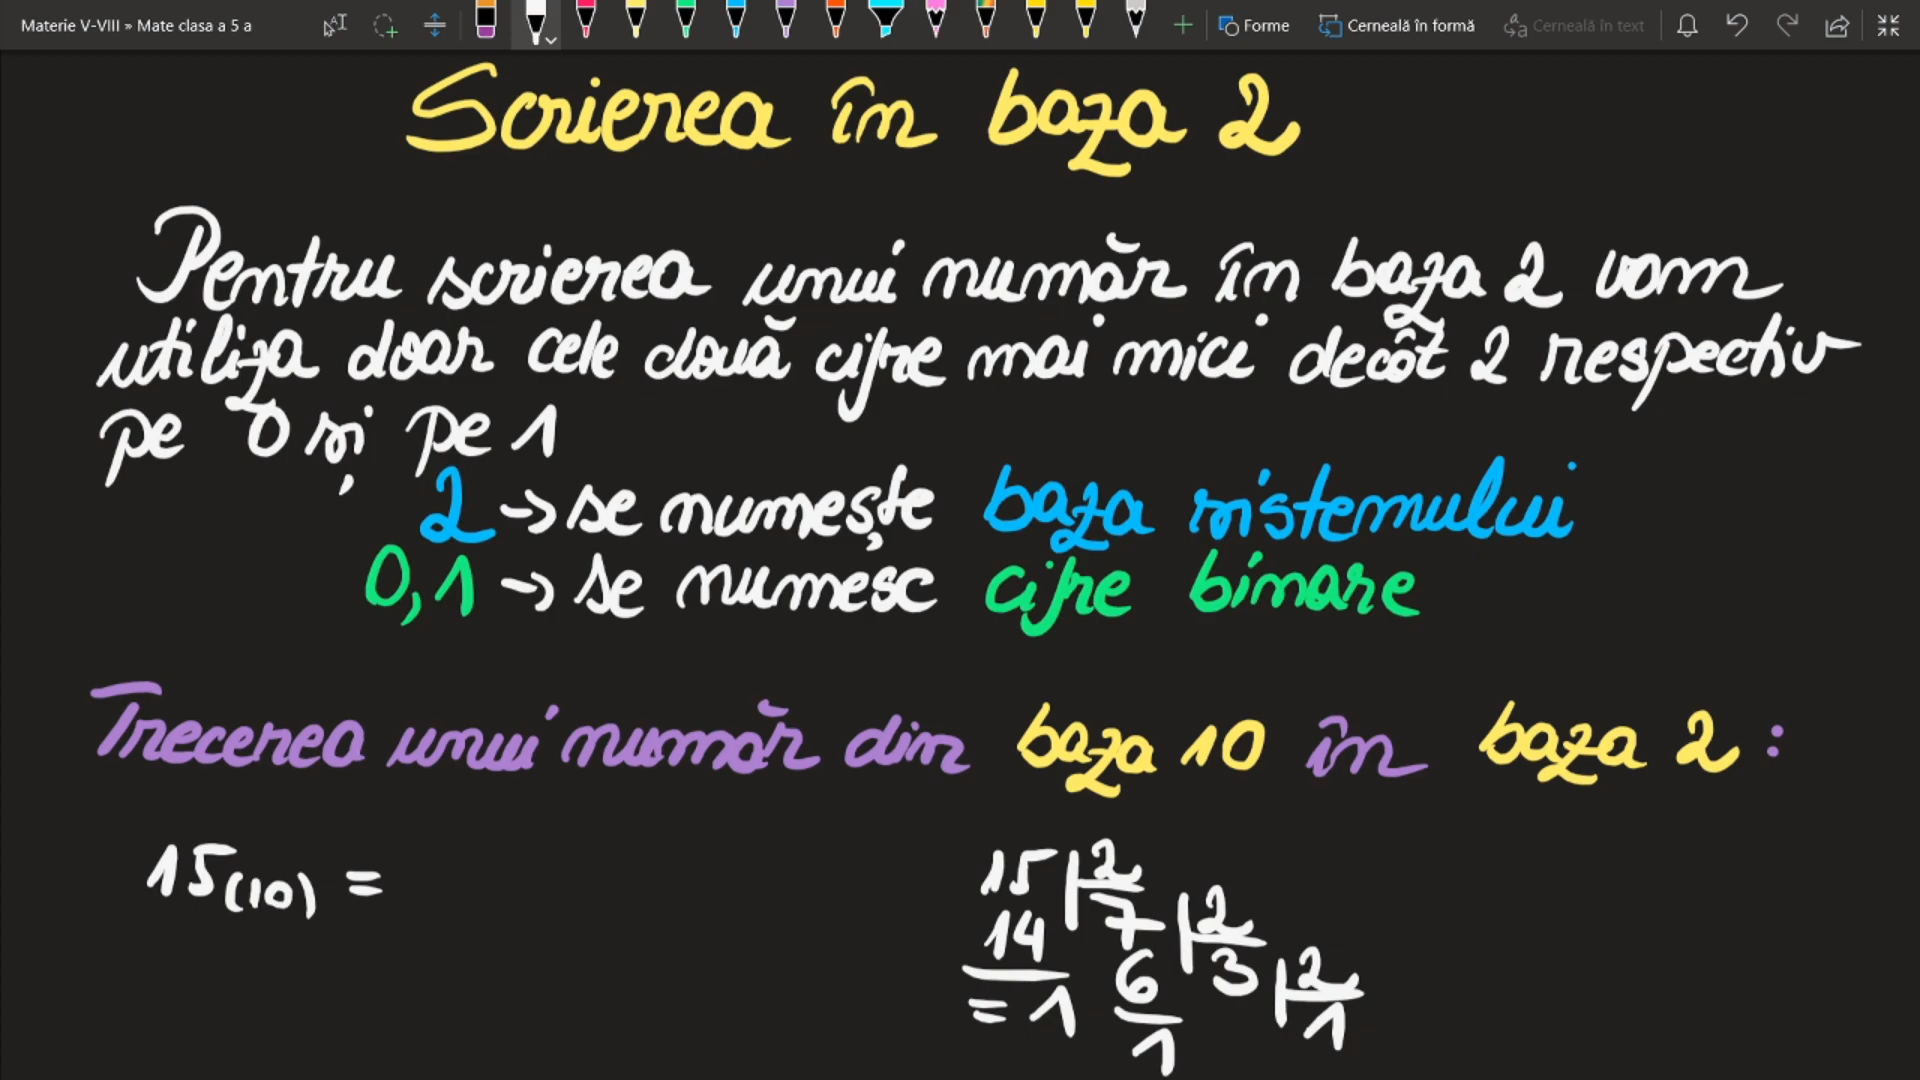 Materie V-VIII » Mate clasa a 5 a
Forme
Cerneală în formă
Cerneală în text
Scrierea în baza 2
Pentru scrierea unui număr în baza 2 vom
utiliza doar cele două cifre mai mici decât 2 respectiv
pe 0 și pe 1
2 -> se numește baza sistemului
0,1 -> se numesc cifre binare
Trecerea unui număr din baza 10 în baza 2 :
15(10) =
15 | 2
14 7 | 2
= 1 6 3 | 2
1 1